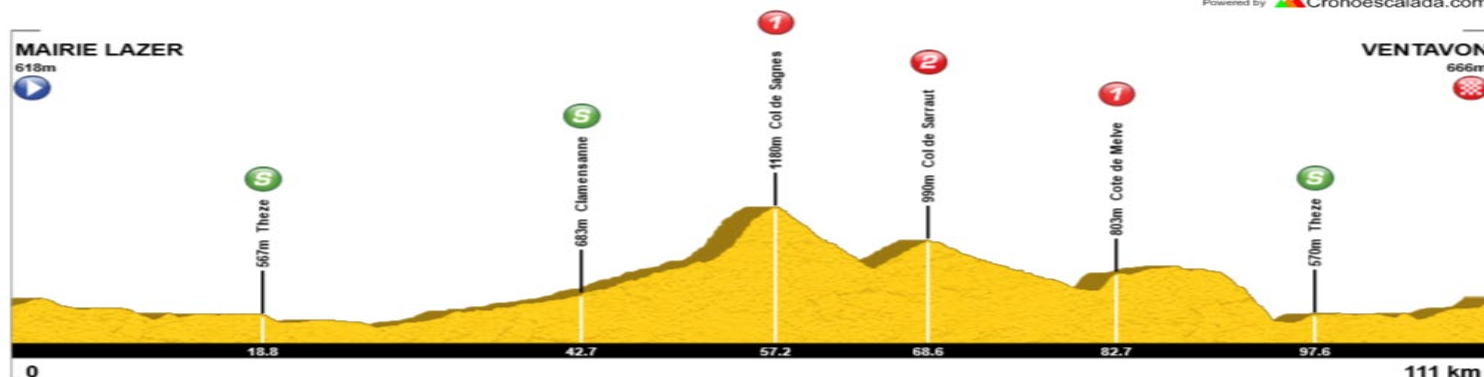 Powered by Cronoescalada.com
MAIRIE LAZER
618m
VENTAVON
666m
S
567m Theze
S
683m Clamensanne
1
1180m Col de Sagnes
2
990m Col de Sarraut
1
803m Cote de Melve
S
570m Theze
18.8
42.7
57.2
68.6
82.7
97.6
0
111 km